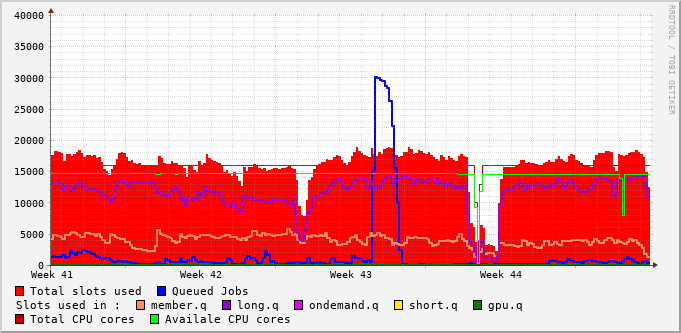 RRDTOOL / TOBI OETIKER
40000
35000
30000
25000
20000
15000
10000
5000
0
Week 41 Week 42 Week 43 Week 44
Total slots used Queued Jobs
Slots used in : member.q long.q ondemand.q short.q gpu.q
Total CPU cores Availale CPU cores